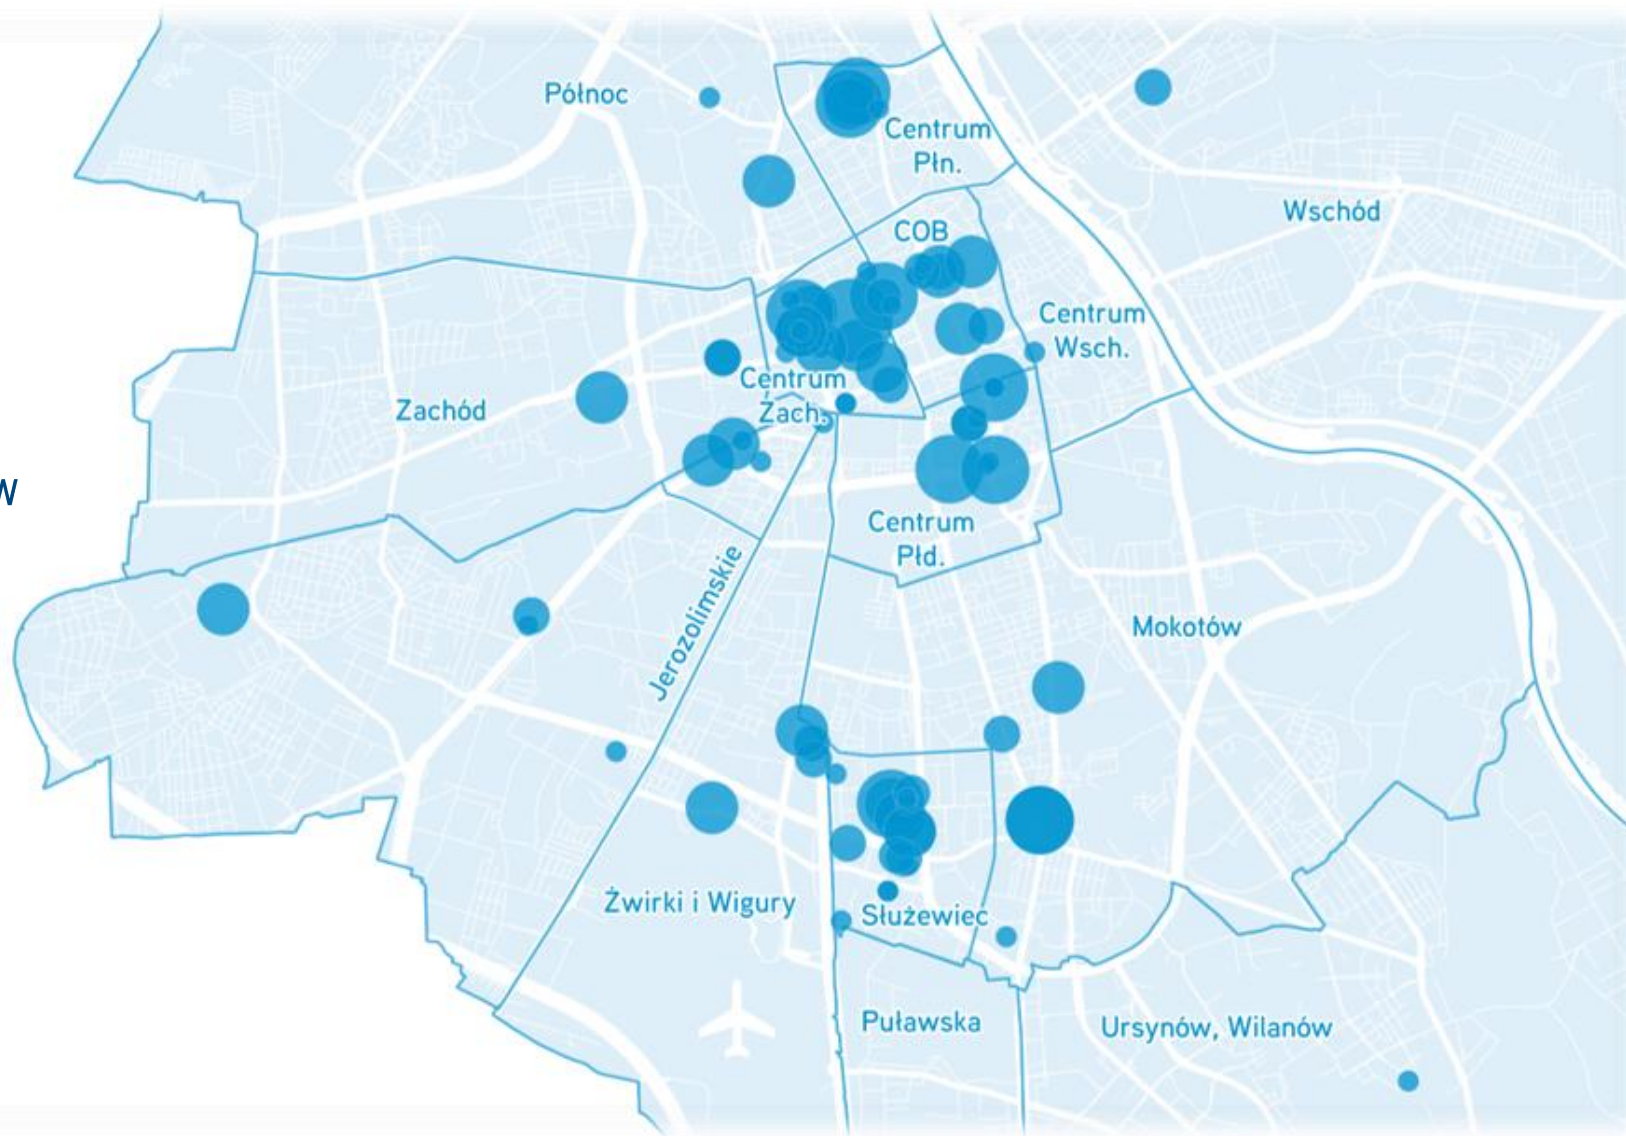 Północ
Centrum
Płn.
Wschód
COB
Centrum
Wsch.
Centrum
Zach.
Zachód
w
Centrum
Płd.
Jerozolimskie
Mokotów
Żwirki i Wigury
Służewiec
Puławska
Ursynów, Wilanów